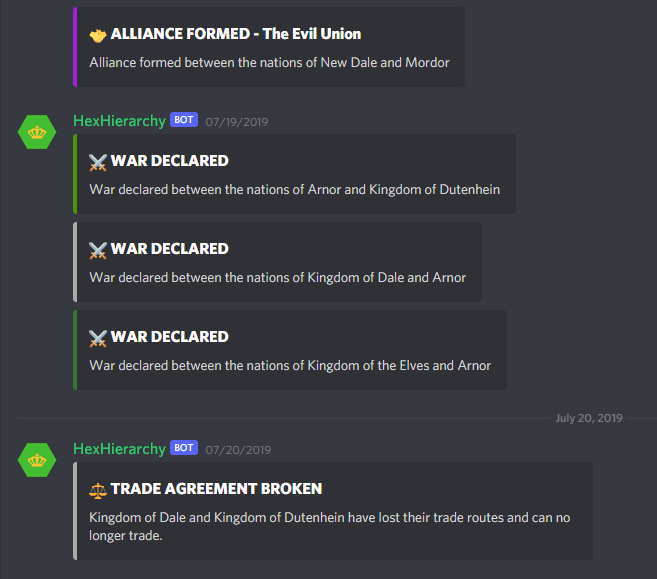 ALLIANCE FORMED - The Evil Union
Alliance formed between the nations of New Dale and Mordor
HexHierarchy BOT 07/19/2019
WAR DECLARED
War declared between the nations of Arnor and Kingdom of Dutenhein
WAR DECLARED
War declared between the nations of Kingdom of Dale and Arnor
WAR DECLARED
War declared between the nations of Kingdom of the Elves and Arnor
July 20, 2019
HexHierarchy BOT 07/20/2019
TRADE AGREEMENT BROKEN
Kingdom of Dale and Kingdom of Dutenhein have lost their trade routes and can no
longer trade.